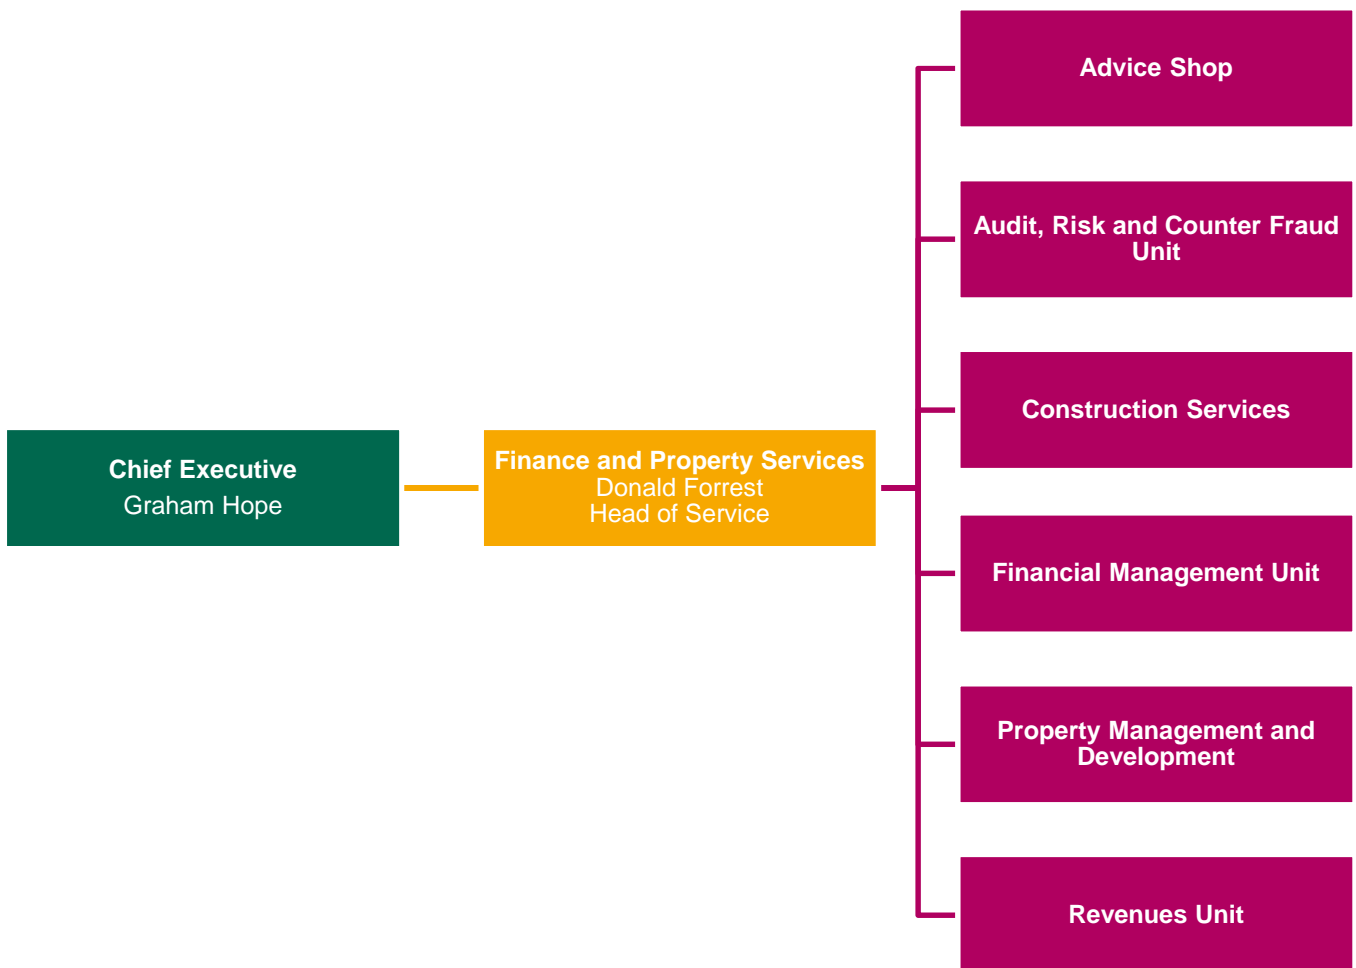 Advice Shop
Audit, Risk and Counter Fraud
Unit
Construction Services
Chief Executive
Graham Hope
Finance and Property Services
Donald Forrest
Head of Service
Financial Management Unit
Property Management and
Development
Revenues Unit